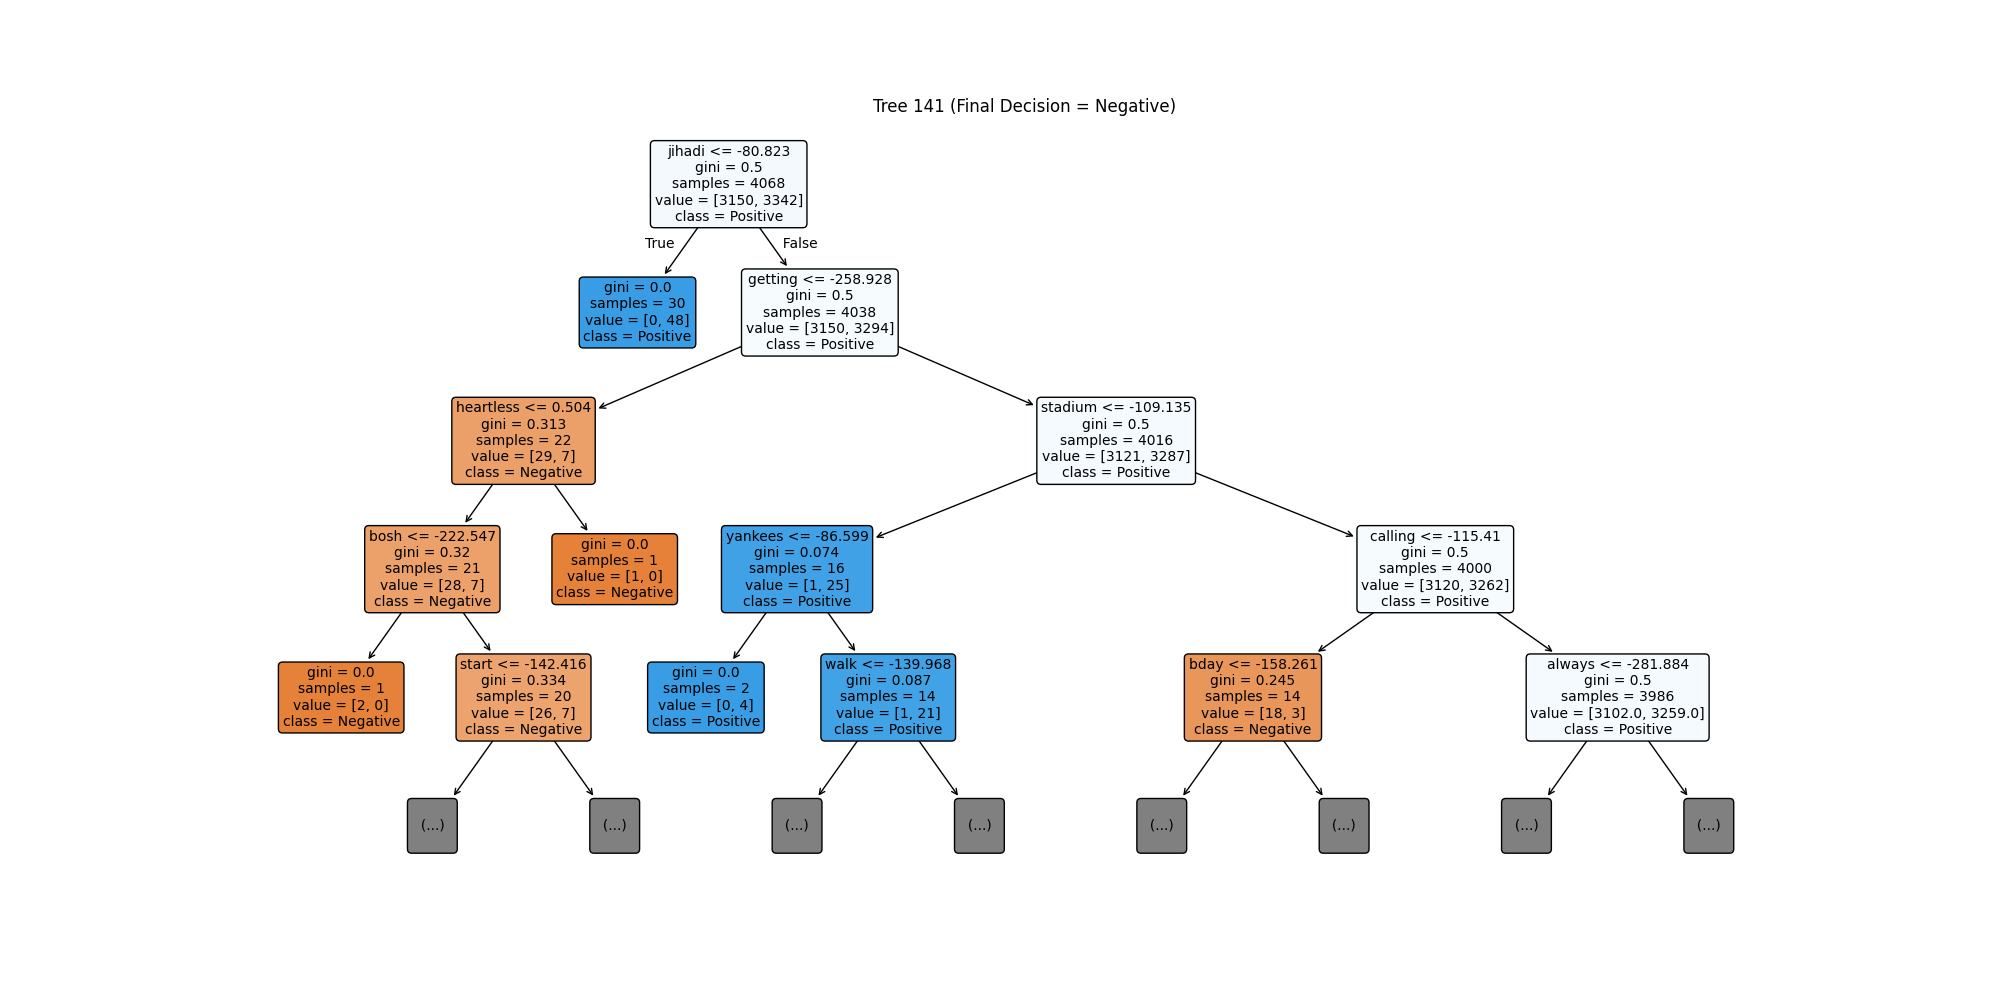 Tree 141 (Final Decision = Negative)
jihadi <= -80.823
gini = 0.5
samples = 4068
value = [3150, 3342]
class = Positive
True
False
gini = 0.0
samples = 30
value = [0, 48]
class = Positive
getting <= -258.928
gini = 0.5
samples = 4038
value = [3150, 3294]
class = Positive
heartless <= 0.504
gini = 0.313
samples = 22
value = [29, 7]
class = Negative
stadium <= -109.135
gini = 0.5
samples = 4016
value = [3121, 3287]
class = Positive
bosh <= -222.547
gini = 0.32
samples = 21
value = [28, 7]
class = Negative
gini = 0.0
samples = 1
value = [1, 0]
class = Negative
yankees <= -86.599
gini = 0.074
samples = 16
value = [1, 25]
class = Positive
calling <= -115.41
gini = 0.5
samples = 4000
value = [3120, 3262]
class = Positive
gini = 0.0
samples = 1
value = [2, 0]
class = Negative
start <= -142.416
gini = 0.334
samples = 20
value = [26, 7]
class = Negative
gini = 0.0
samples = 2
value = [0, 4]
class = Positive
walk <= -139.968
gini = 0.087
samples = 14
value = [1, 21]
class = Positive
bday <= -158.261
gini = 0.245
samples = 14
value = [18, 3]
class = Negative
always <= -281.884
gini = 0.5
samples = 3986
value = [3102.0, 3259.0]
class = Positive
(...)
(...)
(...)
(...)
(...)
(...)
(...)
(...)